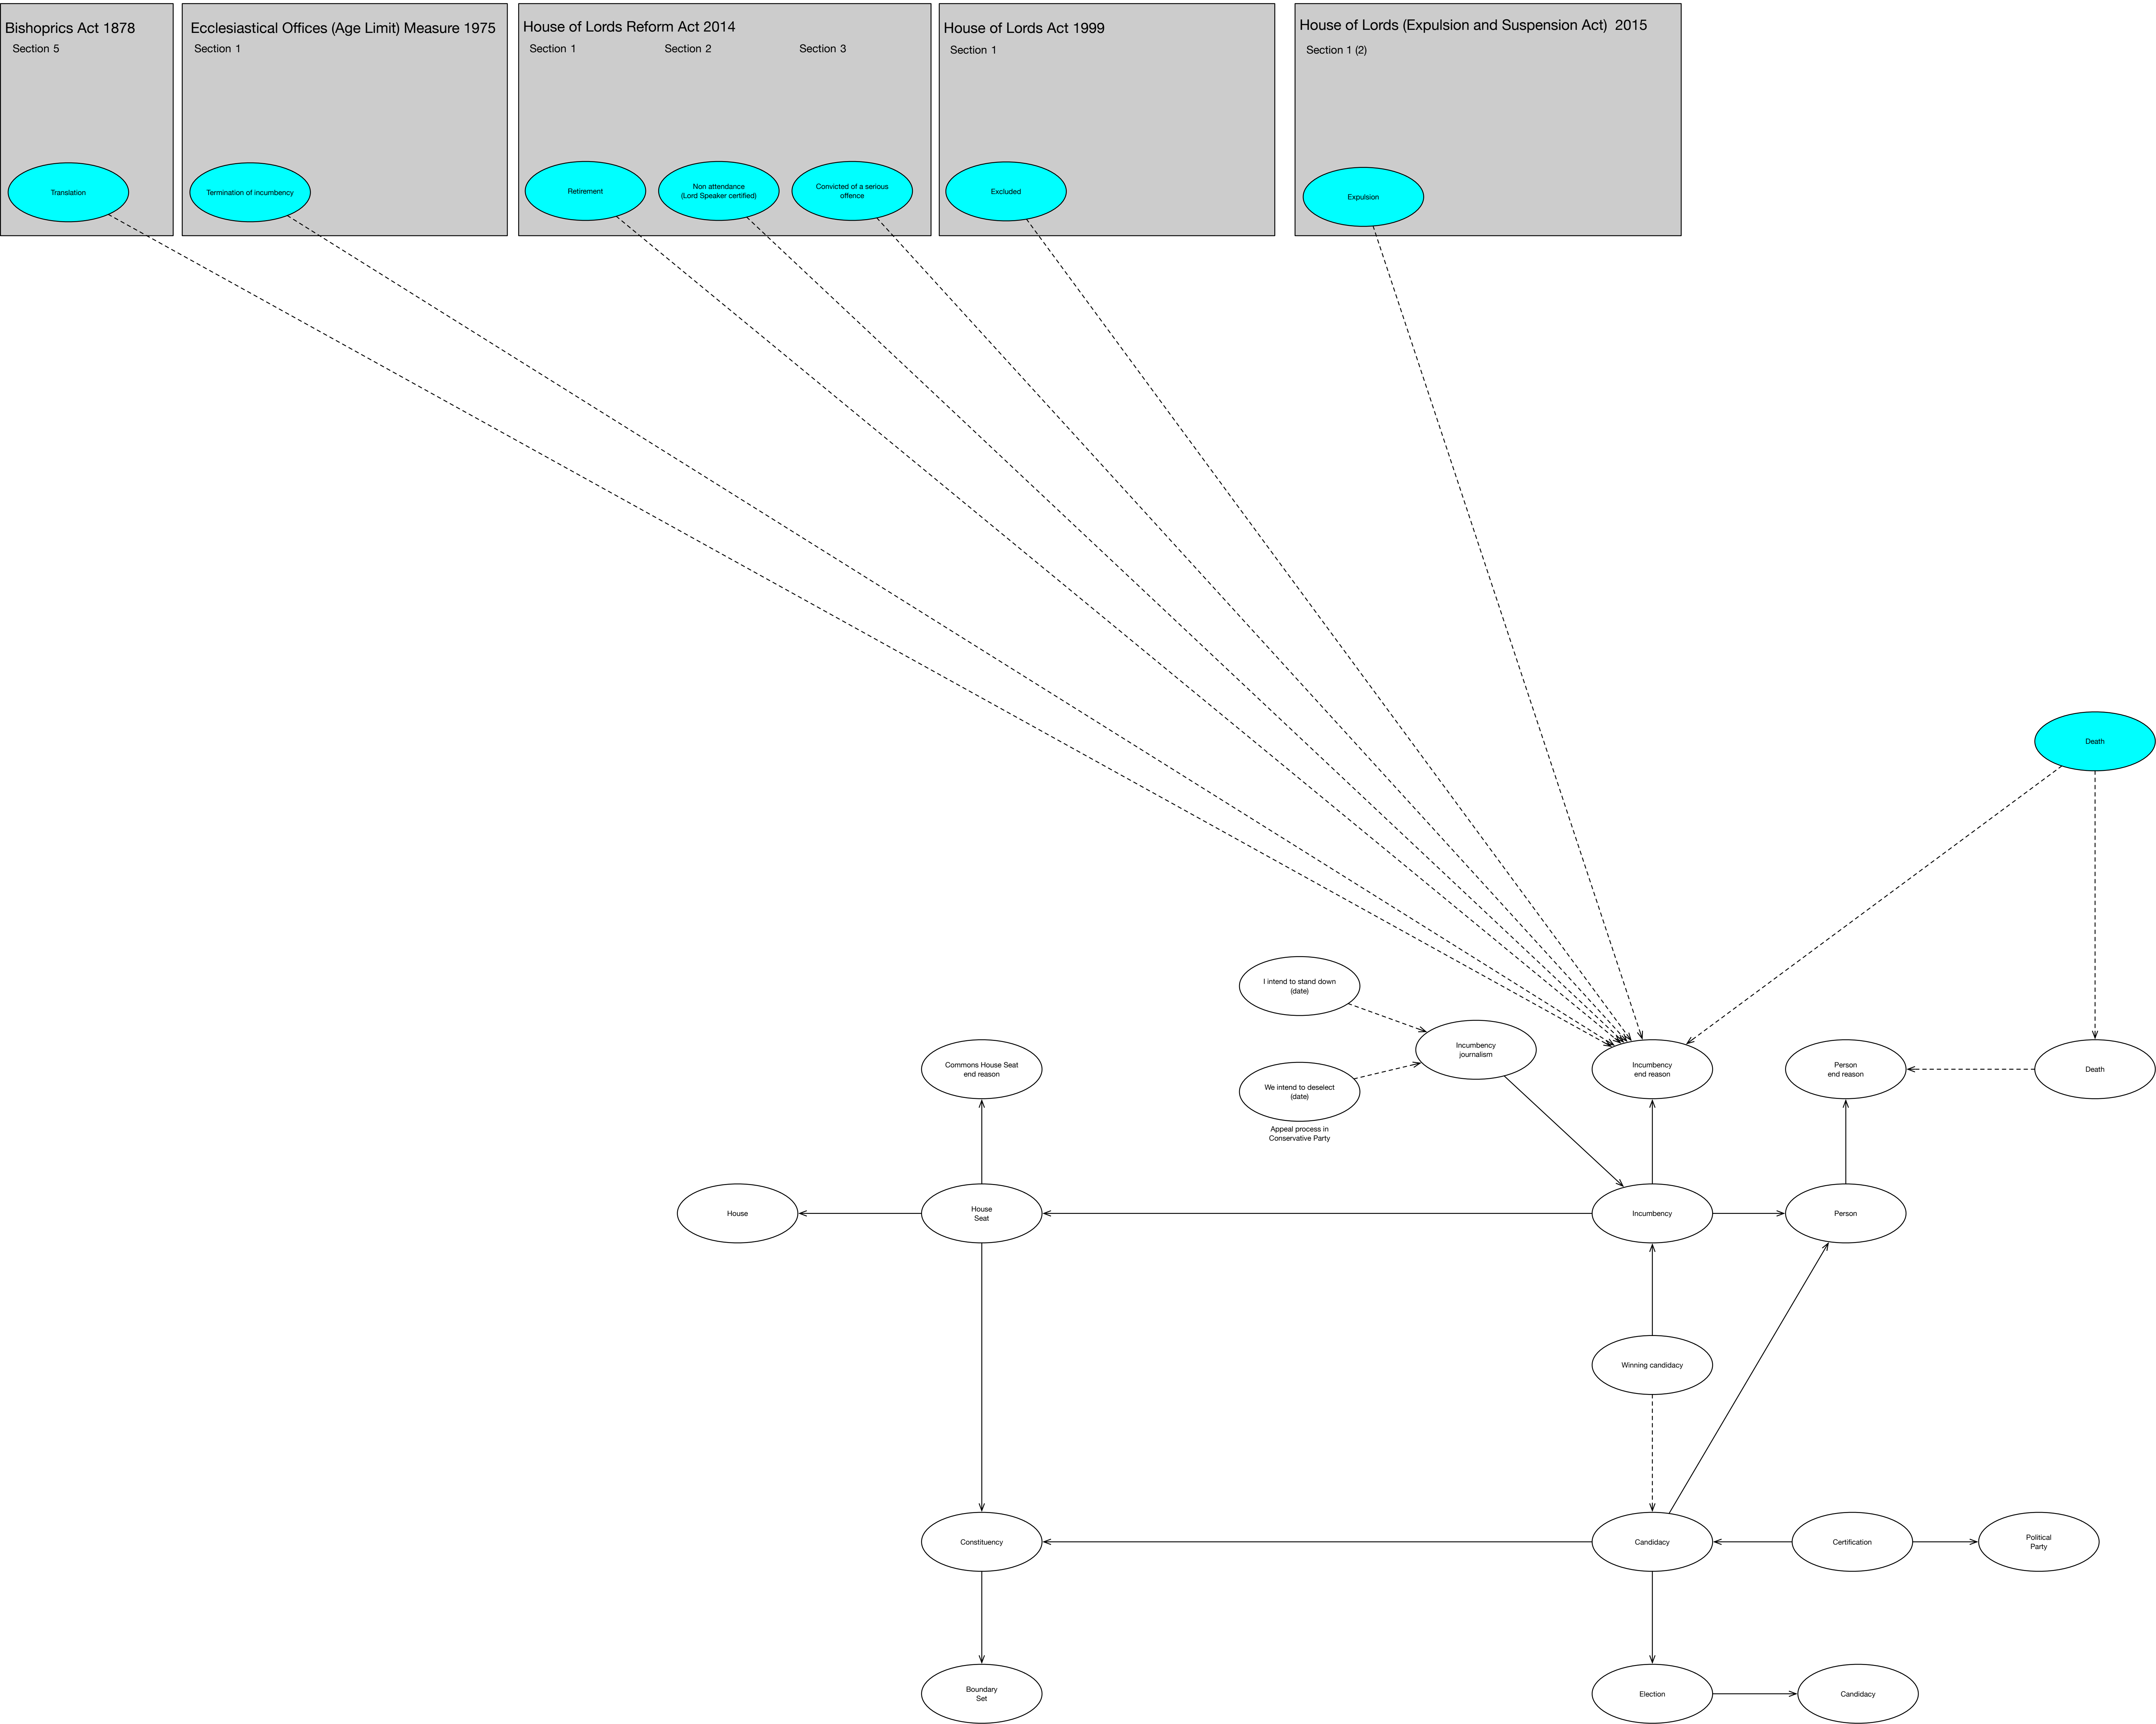 Bishoprics Act 1878
Section 5
Translation
Ecclesiastical Offices (Age Limit) Measure 1975
Section 1
Termination of incumbency
House of Lords Reform Act 2014
Section 1
Section 2
Section 3
Retirement
Non attendance
(Lord Speaker certified)
Convicted of a serious
offence
House of Lords Act 1999
Section 1
Excluded
House of Lords (Expulsion and Suspension Act)  2015
Section 1 (2)
Expulsion
Death
I intend to stand down
(date)
Incumbency
journalism
We intend to deselect
(date)
Appeal process in
Conservative Party
Commons House Seat
end reason
Incumbency
end reason
Person
end reason
Death
House
House
Seat
Incumbency
Person
Winning candidacy
Constituency
Candidacy
Certification
Political
Party
Boundary
Set
Election
Candidacy